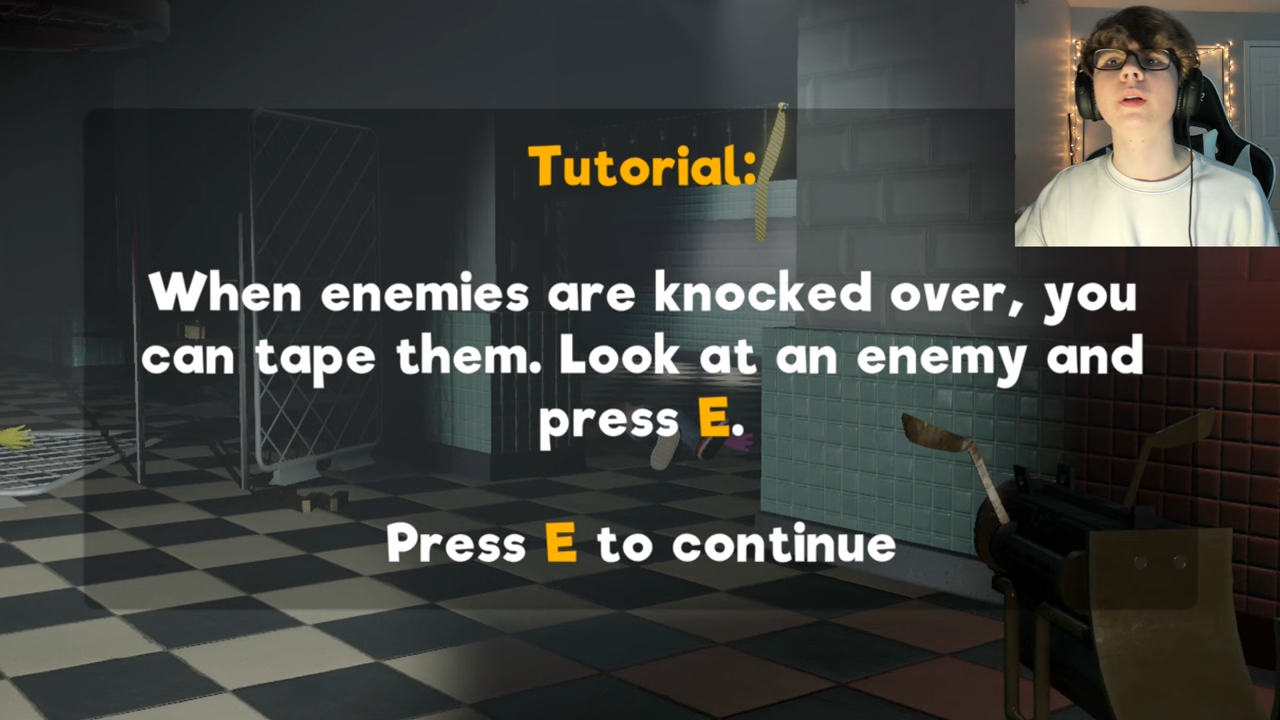 Tutorial:
When enemies are knocked over, you
can tape them. Look at an enemy and
press E.
Press E to continue